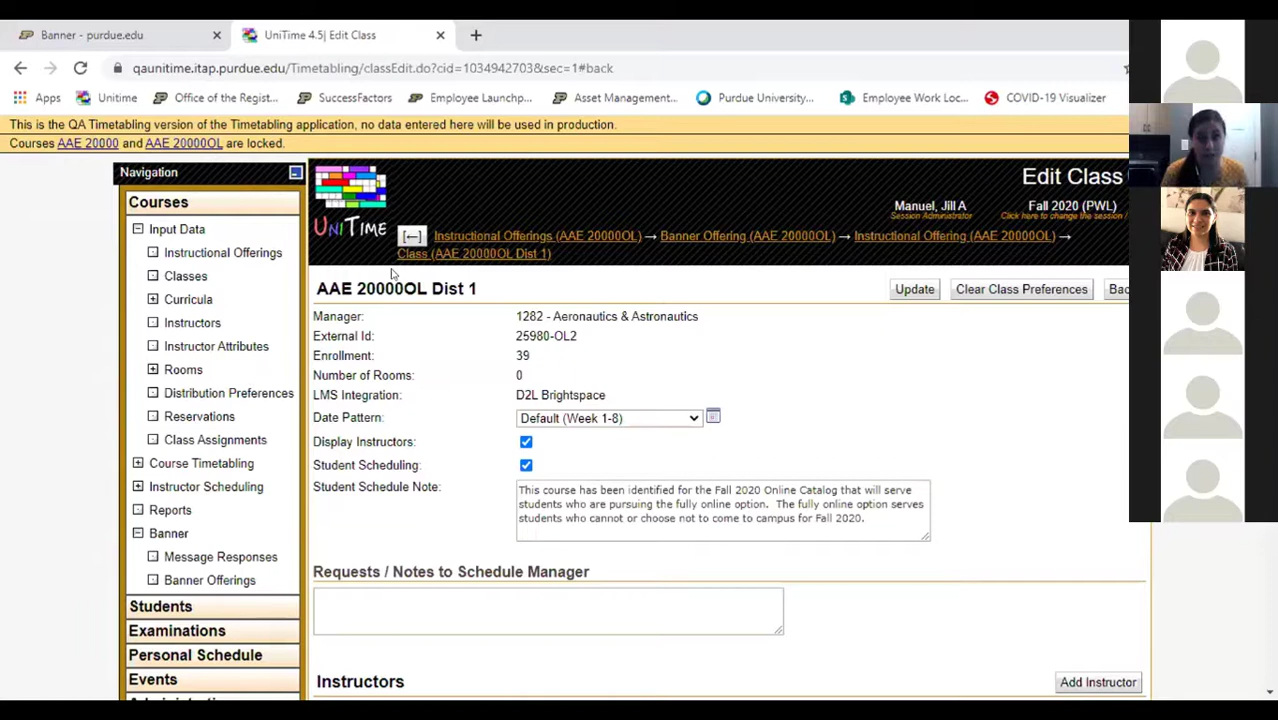 Banner - purdue.edu
UniTime 4.5| Edit Class
qaunitime.itap.purdue.edu/Timetabling/classEdit.do?cid=1034942703&sec=1#back
Apps Unitime Office of the Regist... SuccessFactors Employee Launchp... Asset Management... Purdue University... Employee Work Loc... COVID-19 Visualizer
This is the QA Timetabling version of the Timetabling application, no data entered here will be used in production.
Courses AAE 20000 and AAE 20000OL are locked.
Navigation
Courses
Input Data
Instructional Offerings
Classes
Curricula
Instructors
Instructor Attributes
Rooms
Distribution Preferences
Reservations
Class Assignments
Course Timetabling
Instructor Scheduling
Reports
Banner
Message Responses
Banner Offerings
Students
Examinations
Personal Schedule
Events
UNITIME
Edit Class
Manuel, Jill A Fall 2020 (PWL)
Session Administrator Click here to change the session /
[←] Instructional Offerings (AAE 20000OL) → Banner Offering (AAE 20000OL) → Instructional Offering (AAE 20000OL) →
Class (AAE 20000OL Dist 1)
AAE 20000OL Dist 1 Update Clear Class Preferences
Manager: 1282 - Aeronautics & Astronautics
External Id: 25980-OL2
Enrollment: 39
Number of Rooms: 0
LMS Integration: D2L Brightspace
Date Pattern: Default (Week 1-8)
Display Instructors:
Student Scheduling:
Student Schedule Note: This course has been identified for the Fall 2020 Online Catalog that will serve
students who are pursuing the fully online option. The fully online option serves
students who cannot or choose not to come to campus for Fall 2020.
Requests / Notes to Schedule Manager
Instructors Add Instructor